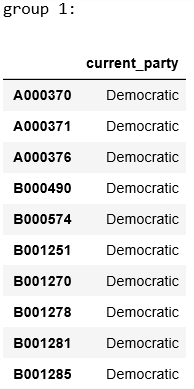 group 1:
current_party
A000370 Democratic
A000371 Democratic
A000376 Democratic
B000490 Democratic
B000574 Democratic
B001251 Democratic
B001270 Democratic
B001278 Democratic
B001281 Democratic
B001285 Democratic